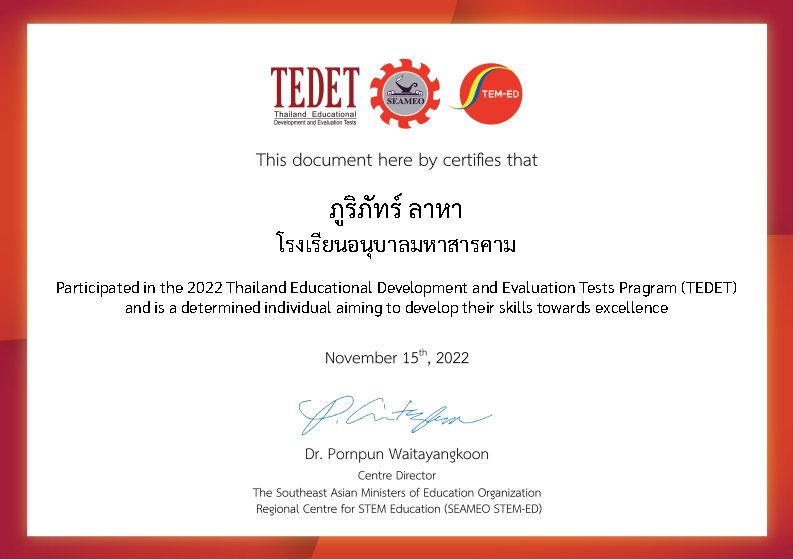 TEDET
Thailand Educational
Development and Evaluation Tests
SEAMEO
STEM-ED
This document here by certifies that
ภูริภัทร์ ลาหา
โรงเรียนอนุบาลมหาสารคาม
Participated in the 2022 Thailand Educational Development and Evaluation Tests Pragram (TEDET)
and is a determined individual aiming to develop their skills towards excellence
November 15th, 2022
Dr. Pornpun Waitayangkoon
Centre Director
The Southeast Asian Ministers of Education Organization
Regional Centre for STEM Education (SEAMEO STEM-ED)